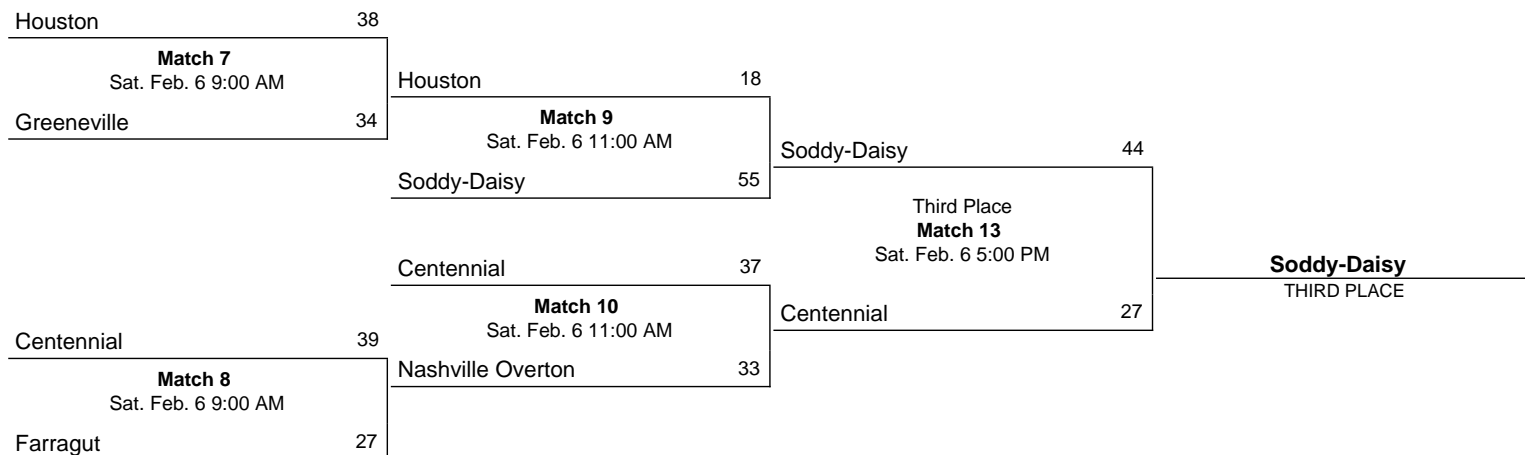 Houston 38
Match 7
Sat. Feb. 6 9:00 AM
Greeneville 34
Houston 18
Match 9
Sat. Feb. 6 11:00 AM
Soddy-Daisy 55
Soddy-Daisy 44
Third Place
Match 13
Sat. Feb. 6 5:00 PM
Centennial 27
Soddy-Daisy
THIRD PLACE
Centennial 37
Match 10
Sat. Feb. 6 11:00 AM
Nashville Overton 33
Centennial 39
Match 8
Sat. Feb. 6 9:00 AM
Farragut 27